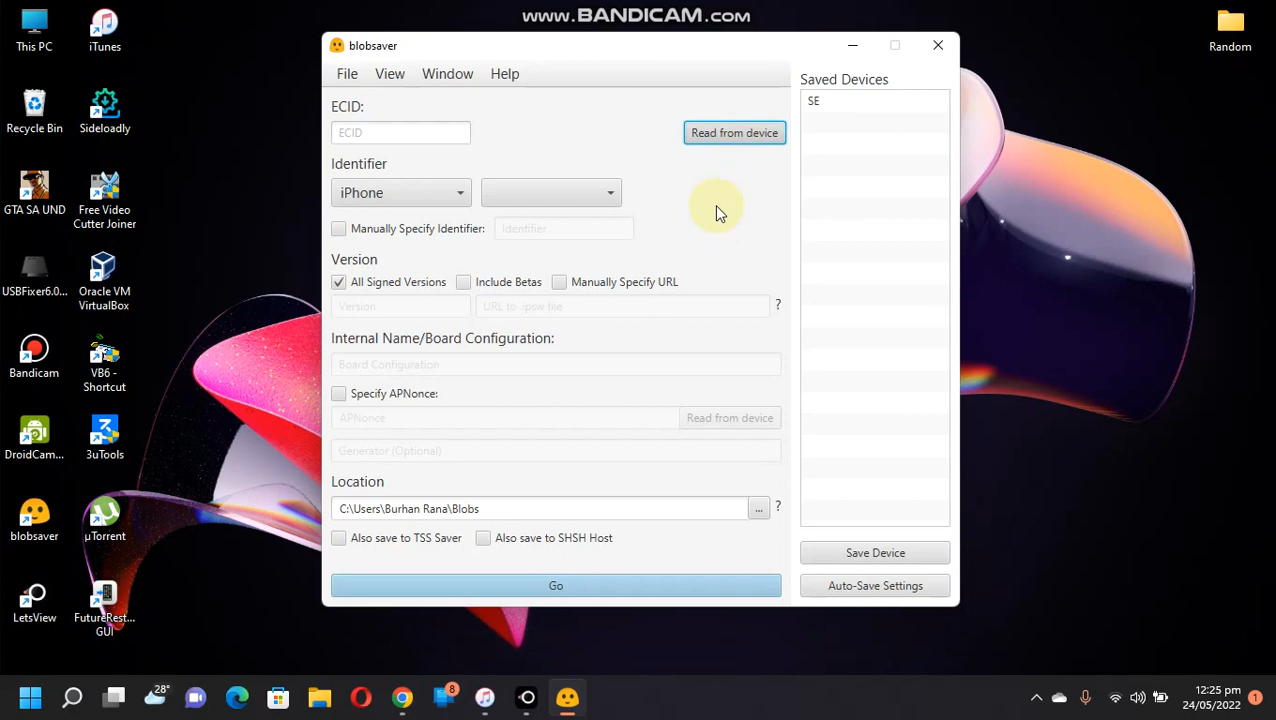 www.BANDICAM.com
This PC
iTunes
Random
Recycle Bin
Sideloadly
GTA SA UND
Free Video
Cutter Joiner
USBFixer6.0...
Oracle VM
VirtualBox
Bandicam
VB6 -
Shortcut
DroidCam...
3uTools
blobsaver
µTorrent
LetsView
FutureRest...
GUI
blobsaver
File View Window Help
ECID:
ECID
Read from device
Identifier
iPhone
Manually Specify Identifier:
Identifier
Version
All Signed Versions
Include Betas
Manually Specify URL
Version
URL to .ipsw file
?
Internal Name/Board Configuration:
Board Configuration
Specify APNonce:
APNonce
Read from device
Generator (Optional)
Location
C:\Users\Burhan Rana\Blobs
...
?
Also save to TSS Saver
Also save to SHSH Host
Go
Saved Devices
SE
Save Device
Auto-Save Settings
28°
8
12:25 pm
24/05/2022
1